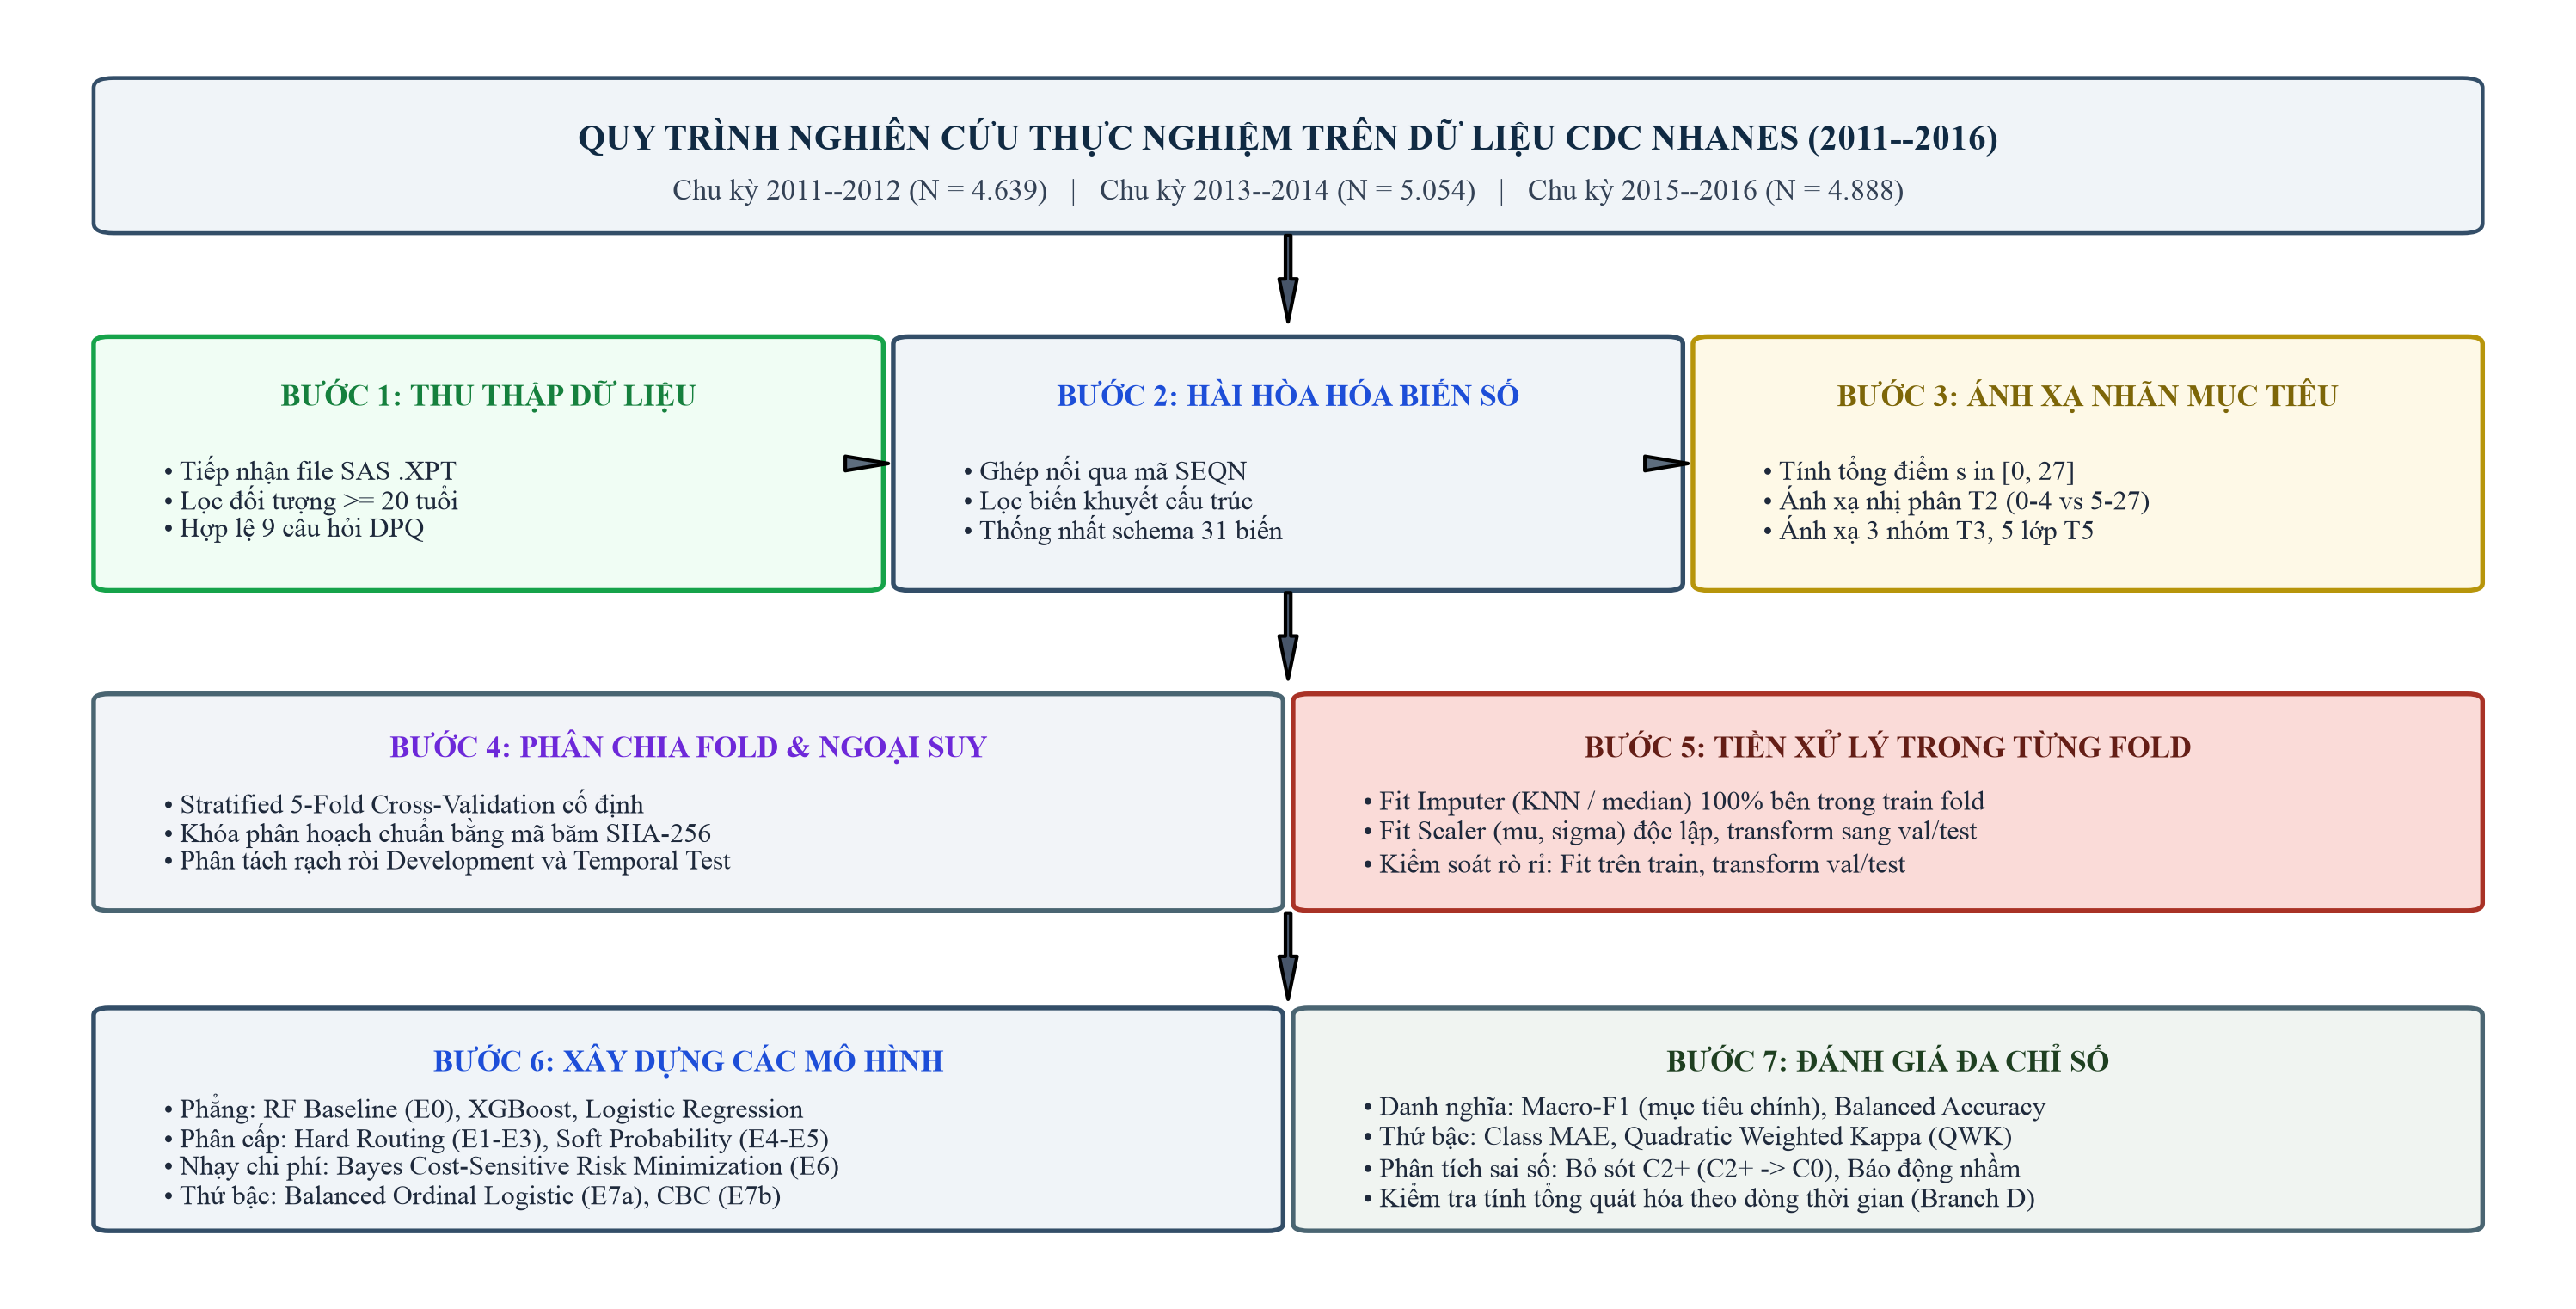 QUY TRÌNH NGHIÊN CỨU THỰC NGHIỆM TRÊN DỮ LIỆU CDC NHANES (2011--2016)
Chu kỳ 2011--2012 (N = 4.639) | Chu kỳ 2013--2014 (N = 5.054) | Chu kỳ 2015--2016 (N = 4.888)
BƯỚC 1: THU THẬP DỮ LIỆU
• Tiếp nhận file SAS .XPT
• Lọc đối tượng >= 20 tuổi
• Hợp lệ 9 câu hỏi DPQ
BƯỚC 2: HÀI HÒA HÓA BIẾN SỐ
• Ghép nối qua mã SEQN
• Lọc biến khuyết cấu trúc
• Thống nhất schema 31 biến
BƯỚC 3: ÁNH XẠ NHÃN MỤC TIÊU
• Tính tổng điểm s in [0, 27]
• Ánh xạ nhị phân T2 (0-4 vs 5-27)
• Ánh xạ 3 nhóm T3, 5 lớp T5
BƯỚC 4: PHÂN CHIA FOLD & NGOẠI SUY
• Stratified 5-Fold Cross-Validation cố định
• Khóa phân hoạch chuẩn bằng mã băm SHA-256
• Phân tách rạch ròi Development và Temporal Test
BƯỚC 5: TIỀN XỬ LÝ TRONG TỪNG FOLD
• Fit Imputer (KNN / median) 100% bên trong train fold
• Fit Scaler (mu, sigma) độc lập, transform sang val/test
• Kiểm soát rò rỉ: Fit trên train, transform val/test
BƯỚC 6: XÂY DỰNG CÁC MÔ HÌNH
• Phẳng: RF Baseline (E0), XGBoost, Logistic Regression
• Phân cấp: Hard Routing (E1-E3), Soft Probability (E4-E5)
• Nhạy chi phí: Bayes Cost-Sensitive Risk Minimization (E6)
• Thứ bậc: Balanced Ordinal Logistic (E7a), CBC (E7b)
BƯỚC 7: ĐÁNH GIÁ ĐA CHỈ SỐ
• Danh nghĩa: Macro-F1 (mục tiêu chính), Balanced Accuracy
• Thứ bậc: Class MAE, Quadratic Weighted Kappa (QWK)
• Phân tích sai số: Bỏ sót C2+ (C2+ -> C0), Báo động nhầm
• Kiểm tra tính tổng quát hóa theo dòng thời gian (Branch D)